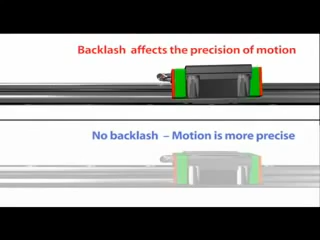 Backlash affects the precision of motion
No backlash – Motion is more precise